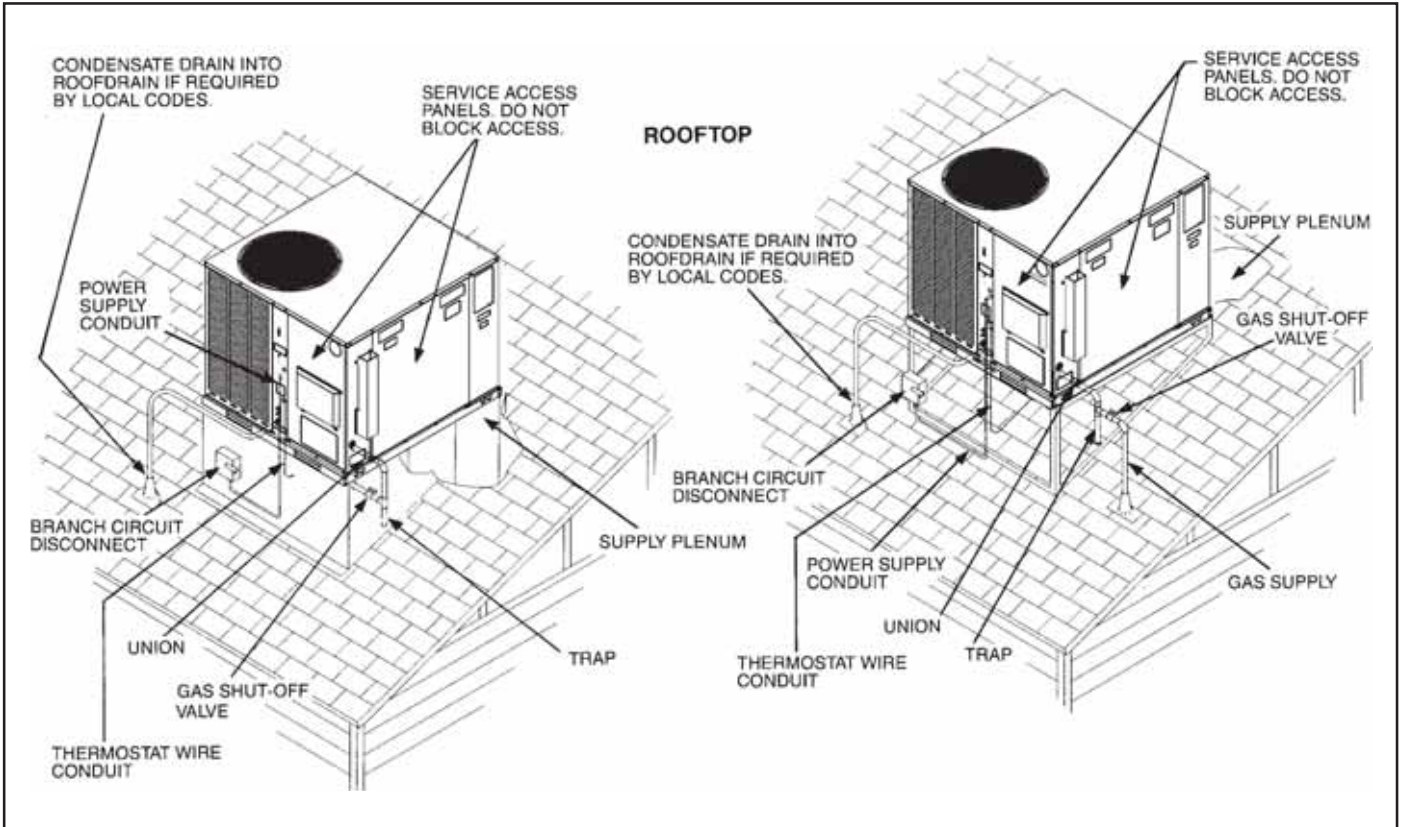 CONDENSATE DRAIN INTO
ROOFDRAIN IF REQUIRED
BY LOCAL CODES.
SERVICE ACCESS
PANELS. DO NOT
BLOCK ACCESS.
POWER
SUPPLY
CONDUIT
BRANCH CIRCUIT
DISCONNECT
SUPPLY PLENUM
UNION
TRAP
GAS SHUT-OFF
VALVE
THERMOSTAT WIRE
CONDUIT
ROOFTOP
SERVICE ACCESS
PANELS. DO NOT
BLOCK ACCESS.
SUPPLY PLENUM
CONDENSATE DRAIN INTO
ROOFDRAIN IF REQUIRED
BY LOCAL CODES.
GAS SHUT-OFF
VALVE
BRANCH CIRCUIT
DISCONNECT
POWER SUPPLY
CONDUIT
GAS SUPPLY
UNION
TRAP
THERMOSTAT WIRE
CONDUIT